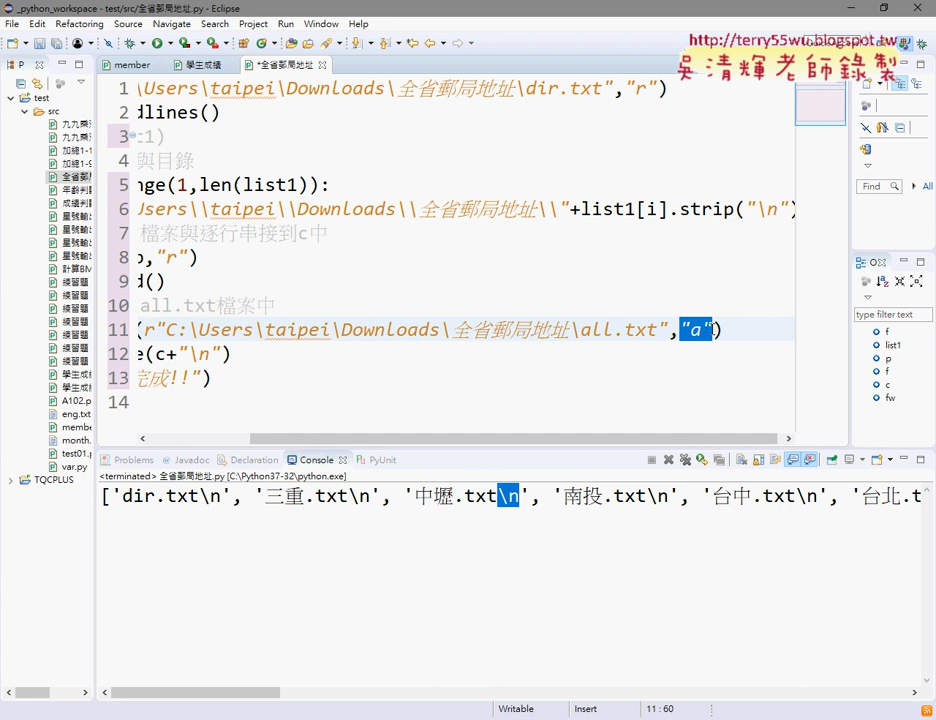 _python_workspace - test/src/全省郵局地址.py - Eclipse
File Edit Refactoring Source Navigate Search Project Run Window Help
http://terry55wu.blogspot.tw
吳清輝老師錄製
P
member
學生成績
*全省郵局地址
test
src
九九乘
九九乘
加總1-1
加總1-9
全省郵
年齡判
成績判
星號輸
星號輸
星號輸
星號輸
計算BM
練習題
練習題
練習題
練習題
練習題
練習題
練習題
學生成
學生成
A102.p
eng.txt
membe
month.
test01.p
var.py
TQCPLUS
1 \Users\taipei\Downloads\全省郵局地址\dir.txt","r")
2 dlines()
3 t1)
4 與目錄
5 nge(1,len(list1)):
6 Users\\taipei\\Downloads\\全省郵局地址\\"+list1[i].strip("\n")
7 檔案與逐行串接到c中
8 p,"r")
9 d()
10 all.txt檔案中
11 (r"C:\Users\taipei\Downloads\全省郵局地址\all.txt","a")
12 e(c+"\n")
13 完成!!")
14
Find
All
type filter text
f
list1
p
f
c
fw
Problems Javadoc Declaration Console PyUnit
<terminated> 全省郵局地址.py [C:\Python37-32\python.exe]
['dir.txt\n', '三重.txt\n', '中壢.txt\n', '南投.txt\n', '台中.txt\n', '台北.t
Writable Insert 11 : 60